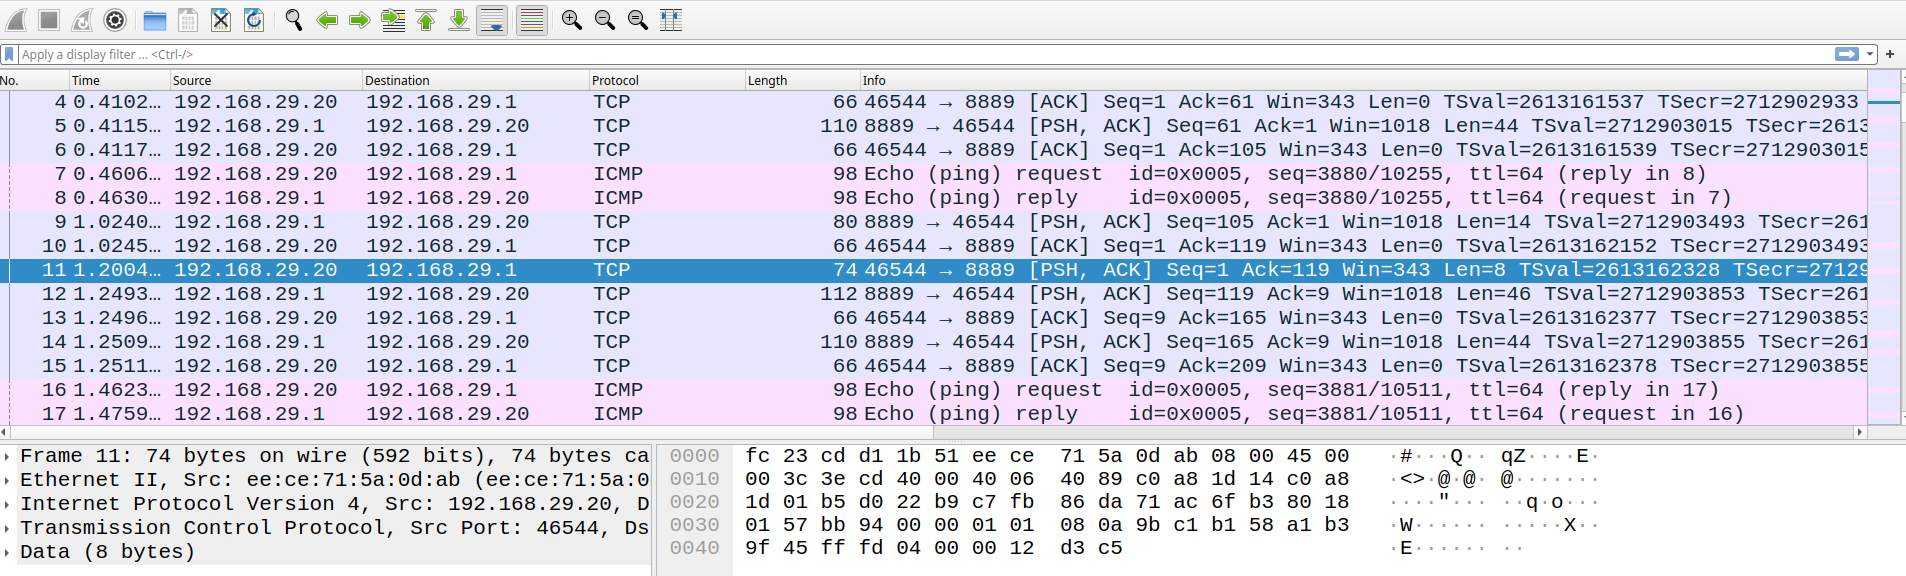 Apply a display filter ... <Ctrl-/>
No. Time Source Destination Protocol Length Info
4 0.4102… 192.168.29.20 192.168.29.1 TCP 66 46544 → 8889 [ACK] Seq=1 Ack=61 Win=343 Len=0 TSval=2613161537 TSecr=2712902933
5 0.4115… 192.168.29.1 192.168.29.20 TCP 110 8889 → 46544 [PSH, ACK] Seq=61 Ack=1 Win=1018 Len=44 TSval=2712903015 TSecr=2613
6 0.4117… 192.168.29.20 192.168.29.1 TCP 66 46544 → 8889 [ACK] Seq=1 Ack=105 Win=343 Len=0 TSval=2613161539 TSecr=2712903015
7 0.4606… 192.168.29.20 192.168.29.1 ICMP 98 Echo (ping) request id=0x0005, seq=3880/10255, ttl=64 (reply in 8)
8 0.4630… 192.168.29.1 192.168.29.20 ICMP 98 Echo (ping) reply id=0x0005, seq=3880/10255, ttl=64 (request in 7)
9 1.0240… 192.168.29.1 192.168.29.20 TCP 80 8889 → 46544 [PSH, ACK] Seq=105 Ack=1 Win=1018 Len=14 TSval=2712903493 TSecr=261
10 1.0245… 192.168.29.20 192.168.29.1 TCP 66 46544 → 8889 [ACK] Seq=1 Ack=119 Win=343 Len=0 TSval=2613162152 TSecr=2712903493
11 1.2004… 192.168.29.20 192.168.29.1 TCP 74 46544 → 8889 [PSH, ACK] Seq=1 Ack=119 Win=343 Len=8 TSval=2613162328 TSecr=27129
12 1.2493… 192.168.29.1 192.168.29.20 TCP 112 8889 → 46544 [PSH, ACK] Seq=119 Ack=9 Win=1018 Len=46 TSval=2712903853 TSecr=261
13 1.2496… 192.168.29.20 192.168.29.1 TCP 66 46544 → 8889 [ACK] Seq=9 Ack=165 Win=343 Len=0 TSval=2613162377 TSecr=2712903853
14 1.2509… 192.168.29.1 192.168.29.20 TCP 110 8889 → 46544 [PSH, ACK] Seq=165 Ack=9 Win=1018 Len=44 TSval=2712903855 TSecr=261
15 1.2511… 192.168.29.20 192.168.29.1 TCP 66 46544 → 8889 [ACK] Seq=9 Ack=209 Win=343 Len=0 TSval=2613162378 TSecr=2712903855
16 1.4623… 192.168.29.20 192.168.29.1 ICMP 98 Echo (ping) request id=0x0005, seq=3881/10511, ttl=64 (reply in 17)
17 1.4759… 192.168.29.1 192.168.29.20 ICMP 98 Echo (ping) reply id=0x0005, seq=3881/10511, ttl=64 (request in 16)
Frame 11: 74 bytes on wire (592 bits), 74 bytes ca
Ethernet II, Src: ee:ce:71:5a:0d:ab (ee:ce:71:5a:0
Internet Protocol Version 4, Src: 192.168.29.20, D
Transmission Control Protocol, Src Port: 46544, Ds
Data (8 bytes)
0000 fc 23 cd d1 1b 51 ee ce 71 5a 0d ab 08 00 45 00 ·#···Q·· qZ····E·
0010 00 3c 3e cd 40 00 40 06 40 89 c0 a8 1d 14 c0 a8 ·<>·@·@· @·······
0020 1d 01 b5 d0 22 b9 c7 fb 86 da 71 ac 6f b3 80 18 ····"··· ··q·o···
0030 01 57 bb 94 00 00 01 01 08 0a 9b c1 b1 58 a1 b3 ·W······ ·····X··
0040 9f 45 ff fd 04 00 00 12 d3 c5 ·E······ ··